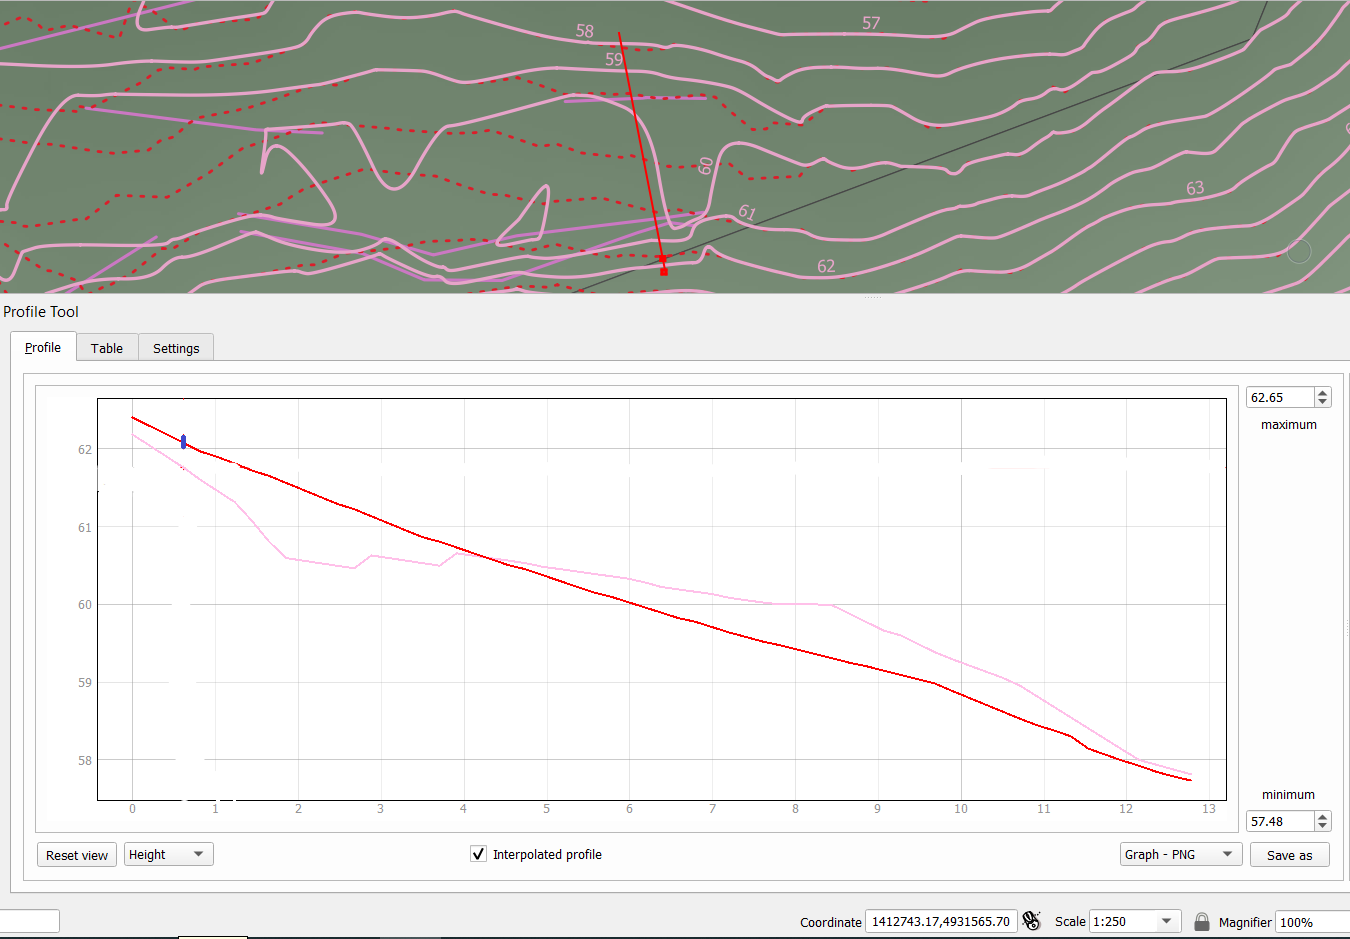 57
58
59
60
63
61
62
Profile Tool
Profile
Table
Settings
62.65
maximum
62
61
60
59
58
0 1 2 3 4 5 6 7 8 9 10 11 12 13
minimum
57.48
Reset view
Height
Interpolated profile
Graph - PNG
Save as
Coordinate 1412743.17,4931565.70 Scale 1:250 Magnifier 100%